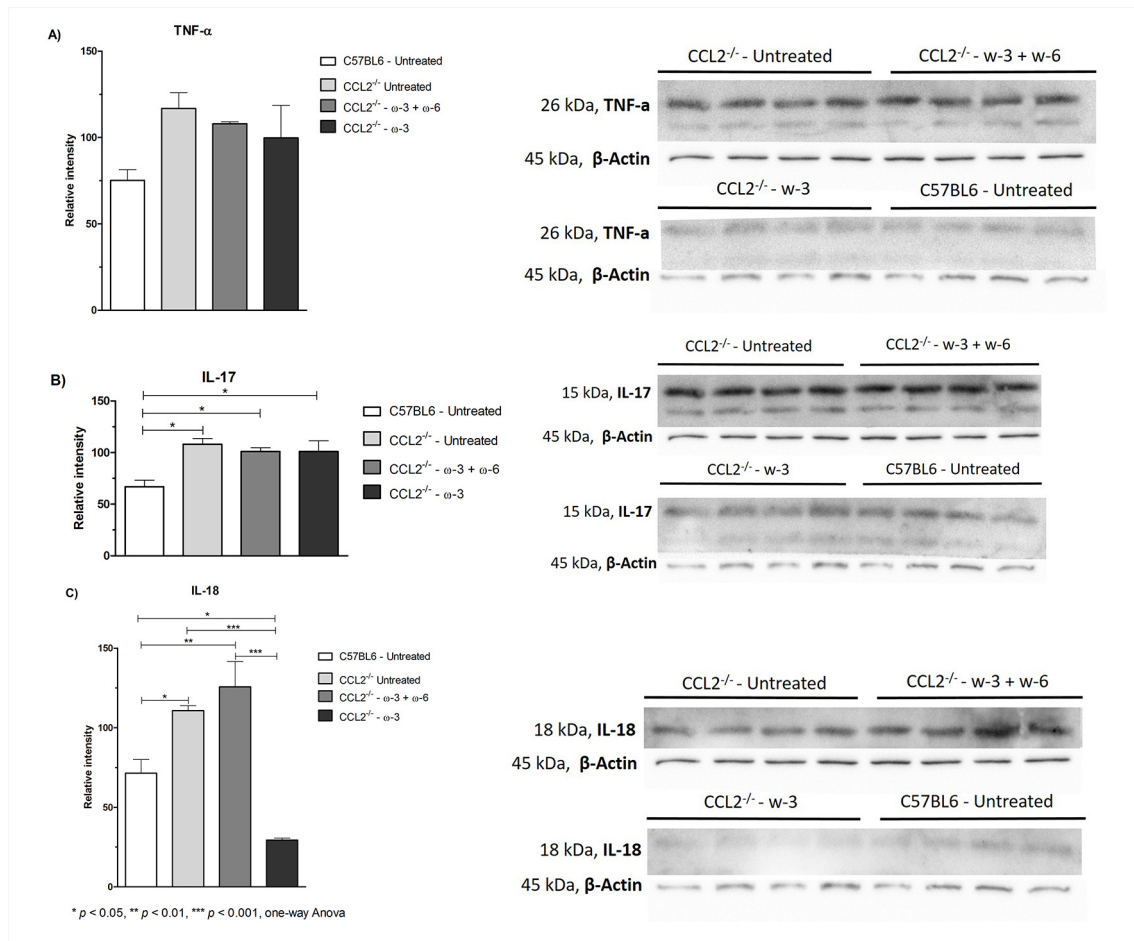 A)
TNF-α
Relative intensity
150
100
50
0
C57BL6 - Untreated
CCL2-/- Untreated
CCL2-/- - ω-3 + ω-6
CCL2-/- - ω-3
CCL2-/- - Untreated
CCL2-/- - w-3 + w-6
26 kDa, TNF-a
45 kDa, β-Actin
CCL2-/- - w-3
C57BL6 - Untreated
26 kDa, TNF-a
45 kDa, β-Actin
B)
IL-17
Relative intensity
150
100
50
0
*
*
*
C57BL6 - Untreated
CCL2-/- - Untreated
CCL2-/- - ω-3 + ω-6
CCL2-/- - ω-3
CCL2-/- - Untreated
CCL2-/- - w-3 + w-6
15 kDa, IL-17
45 kDa, β-Actin
CCL2-/- - w-3
C57BL6 - Untreated
15 kDa, IL-17
45 kDa, β-Actin
C)
IL-18
Relative intensity
150
100
50
0
*
***
**
***
*
C57BL6 - Untreated
CCL2-/- Untreated
CCL2-/- - ω-3 + ω-6
CCL2-/- - ω-3
* p < 0.05, ** p < 0.01, *** p < 0.001, one-way Anova
CCL2-/- - Untreated
CCL2-/- - w-3 + w-6
18 kDa, IL-18
45 kDa, β-Actin
CCL2-/- - w-3
C57BL6 - Untreated
18 kDa, IL-18
45 kDa, β-Actin